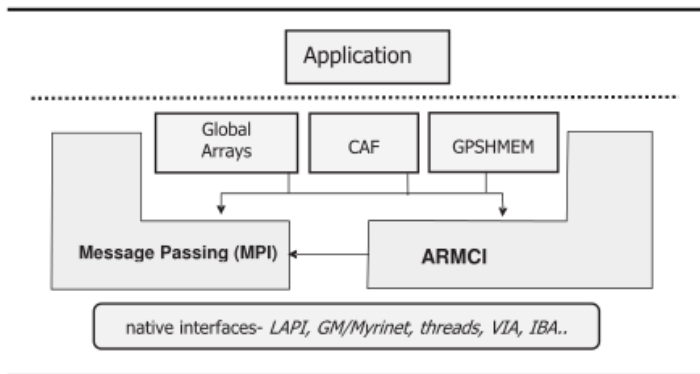 Application
Global
Arrays
CAF
GPSHMEM
Message Passing (MPI)
ARMCI
native interfaces- LAPI, GM/Myrinet, threads, VIA, IBA..